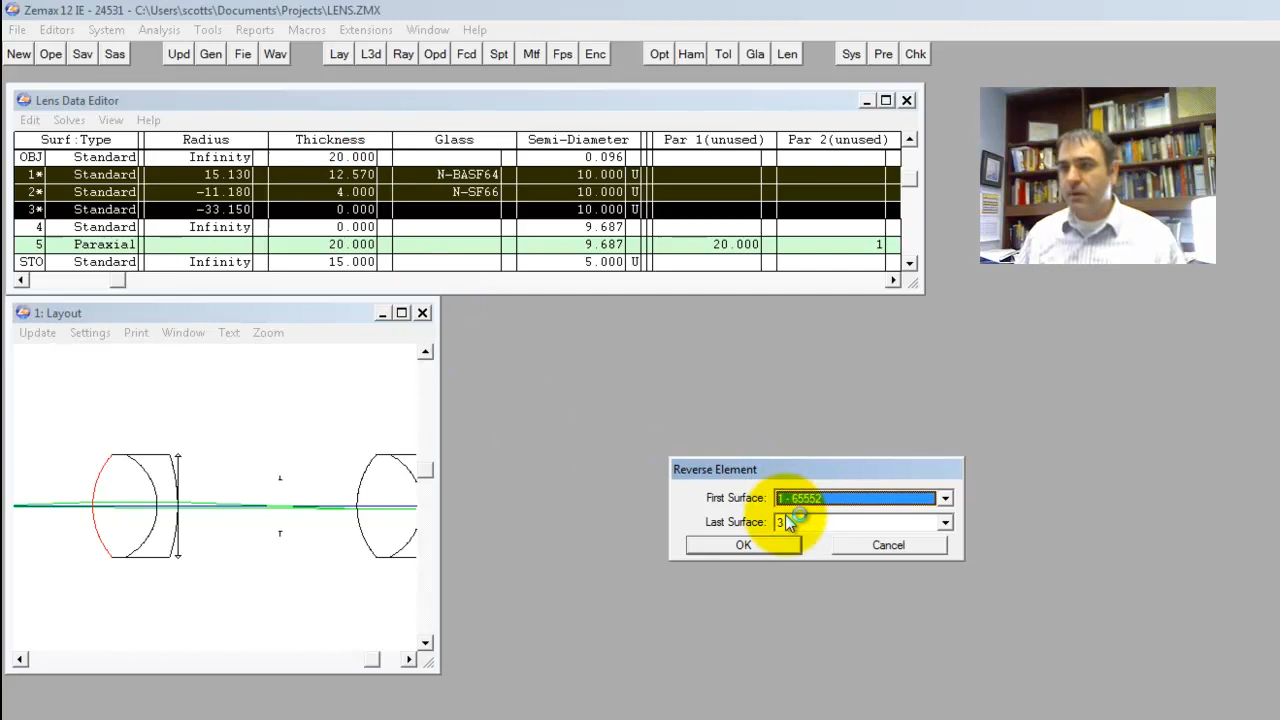 Zemax 12 IE - 24531 - C:\Users\scotts\Documents\Projects\LENS.ZMX
File Editors System Analysis Tools Reports Macros Extensions Window Help
New Ope Sav Sas Upd Gen Fie Wav Lay L3d Ray Opd Fcd Spt Mtf Fps Enc Opt Ham Tol Gla Len Sys Pre Chk
Lens Data Editor
Edit Solves View Help
Surf:Type Radius Thickness Glass Semi-Diameter Par 1(unused) Par 2(unused)
OBJ Standard Infinity 20.000 0.096
1* Standard 15.130 12.570 N-BASF64 10.000 U
2* Standard -11.180 4.000 N-SF66 10.000 U
3* Standard -33.150 0.000 10.000 U
4 Standard Infinity 0.000 9.687
5 Paraxial 20.000 9.687 20.000 1
STO Standard Infinity 15.000 5.000 U
1: Layout
Update Settings Print Window Text Zoom
Reverse Element
First Surface: 1 - 65552
Last Surface: 3
OK Cancel